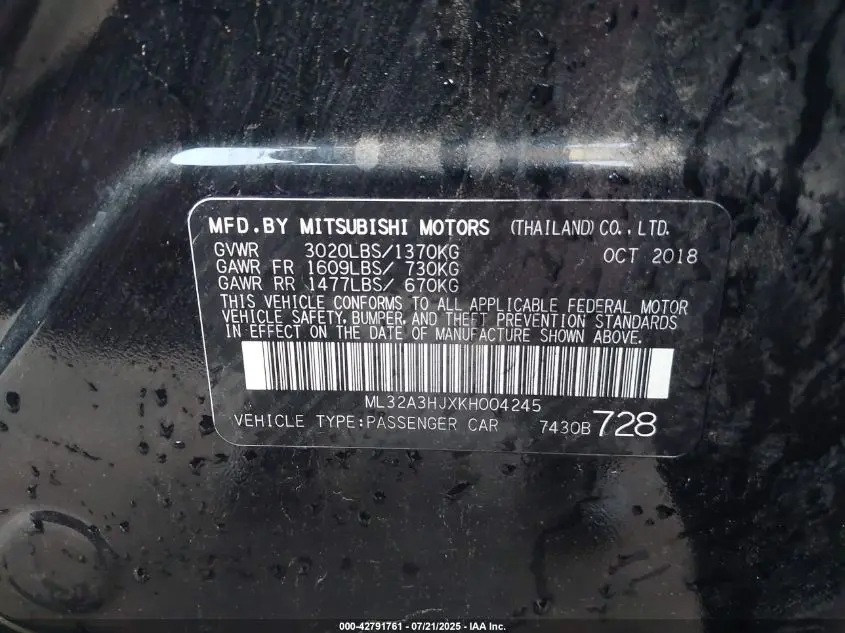 MFD.BY MITSUBISHI MOTORS (THAILAND)CO.,LTD.
GVWR 3020LBS/1370KG OCT 2018
GAWR FR 1609LBS/ 730KG
GAWR RR 1477LBS/ 670KG
THIS VEHICLE CONFORMS TO ALL APPLICABLE FEDERAL MOTOR
VEHICLE SAFETY, BUMPER, AND THEFT PREVENTION STANDARDS
IN EFFECT ON THE DATE OF MANUFACTURE SHOWN ABOVE.
ML32A3HJXKH004245
VEHICLE TYPE:PASSENGER CAR 7430B 728
000-42791761 - 07/21/2025 - IAA Inc.